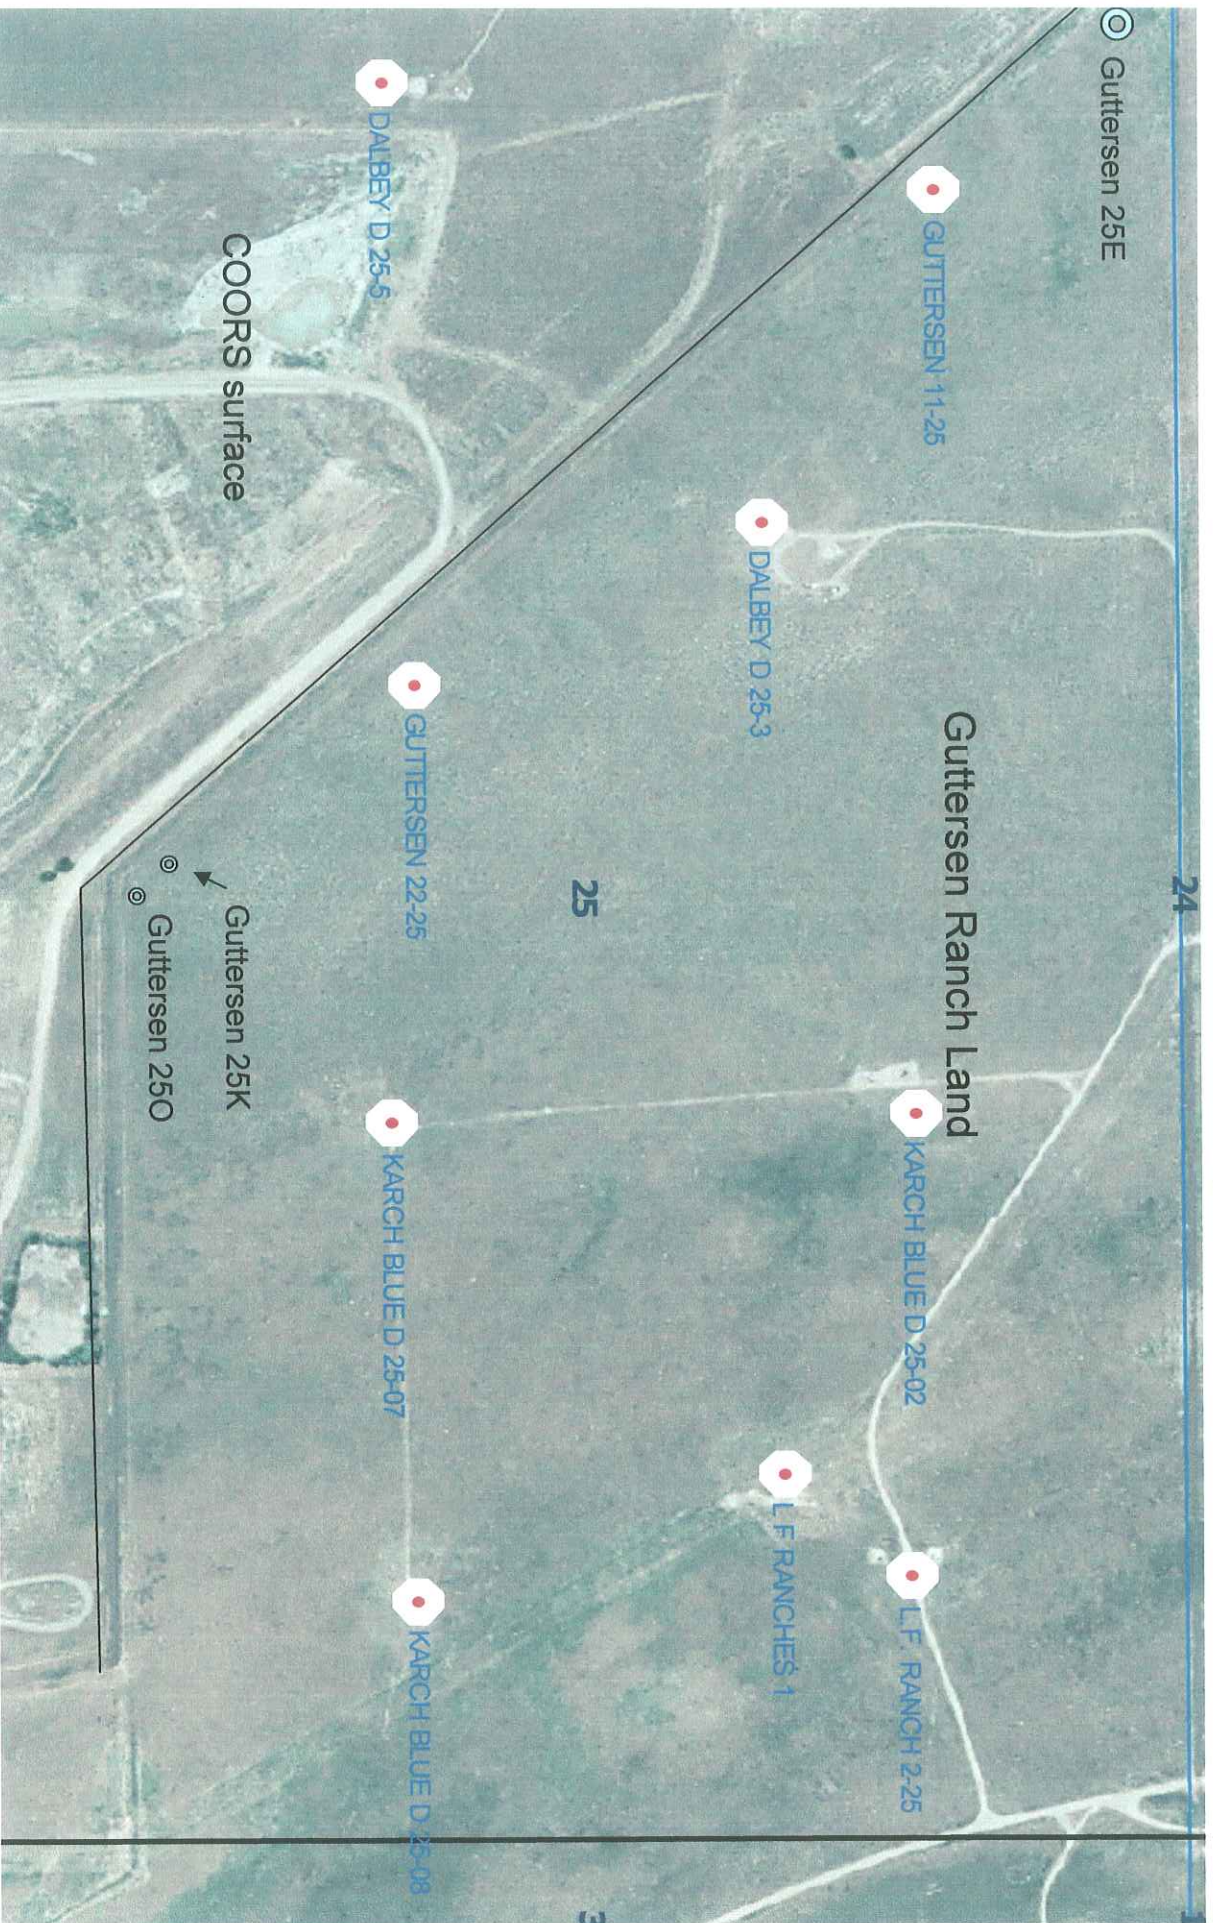 24
Guttersen 25E
GUTTERSEN 11-25
Guttersen Ranch Land
KARCH BLUE D 25-02
L.F. RANCH 2-25
DALBEY D 25-3
L F RANCHES 1
25
DALBEY D 25-5
GUTTERSEN 22-25
KARCH BLUE D 25-07
KARCH BLUE D 25-08
COORS surface
Guttersen 25K
Guttersen 25O